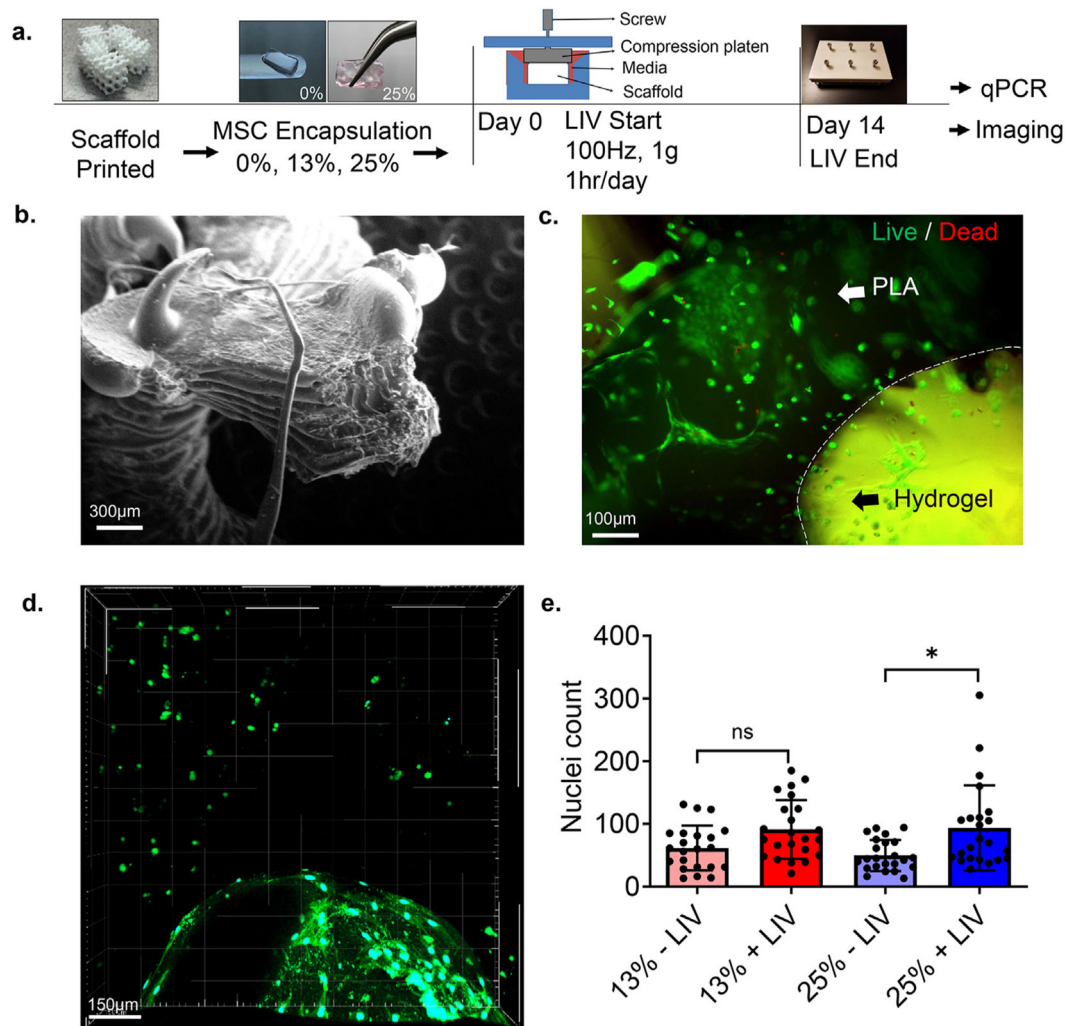 a.
0%
25%
Screw
Compression platen
Media
Scaffold
Scaffold
Printed
MSC Encapsulation
0%, 13%, 25%
Day 0
LIV Start
100Hz, 1g
1hr/day
Day 14
LIV End
qPCR
Imaging
b.
300µm
c.
Live / Dead
PLA
Hydrogel
100µm
d.
150µm
e.
Nuclei count
400
300
200
100
0
ns
*
13% - LIV
13% + LIV
25% - LIV
25% + LIV